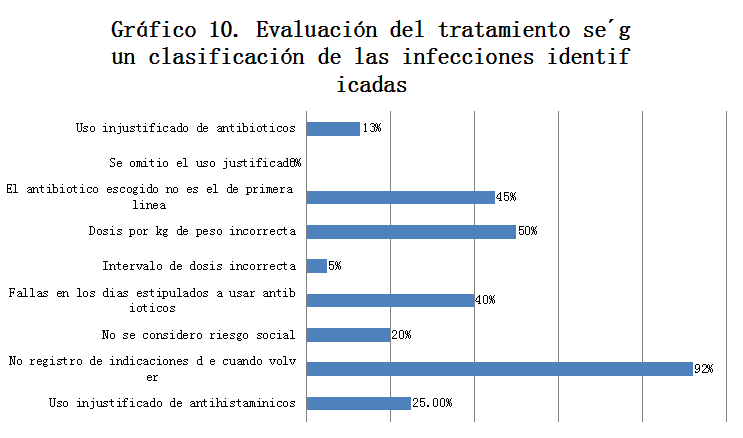 Gráfico 10. Evaluación del tratamiento se´g
un clasificación de las infecciones identif
icadas
Uso injustificado de antibioticos
13%
Se omitio el uso justificado
0%
El antibiotico escogido no es el de primera
linea
45%
Dosis por kg de peso incorrecta
50%
Intervalo de dosis incorrecta
5%
Fallas en los dias estipulados a usar antib
ioticos
40%
No se considero riesgo social
20%
No registro de indicaciones d e cuando volv
er
92%
Uso injustificado de antihistaminicos
25.00%